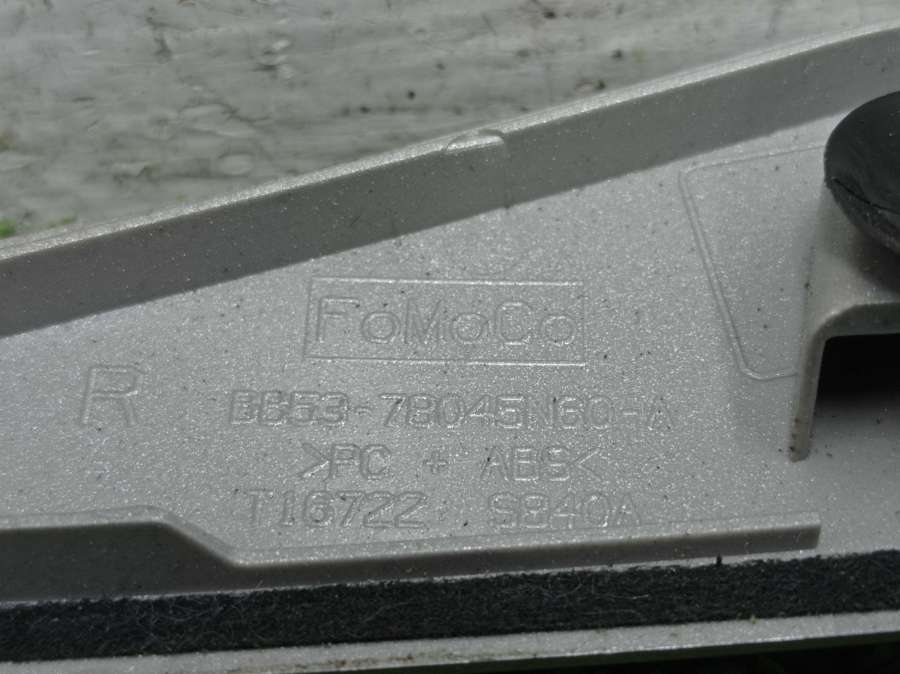 FoMoCo
R
BB53-78045N60-A
>PC + ABS<
T16722 S840A